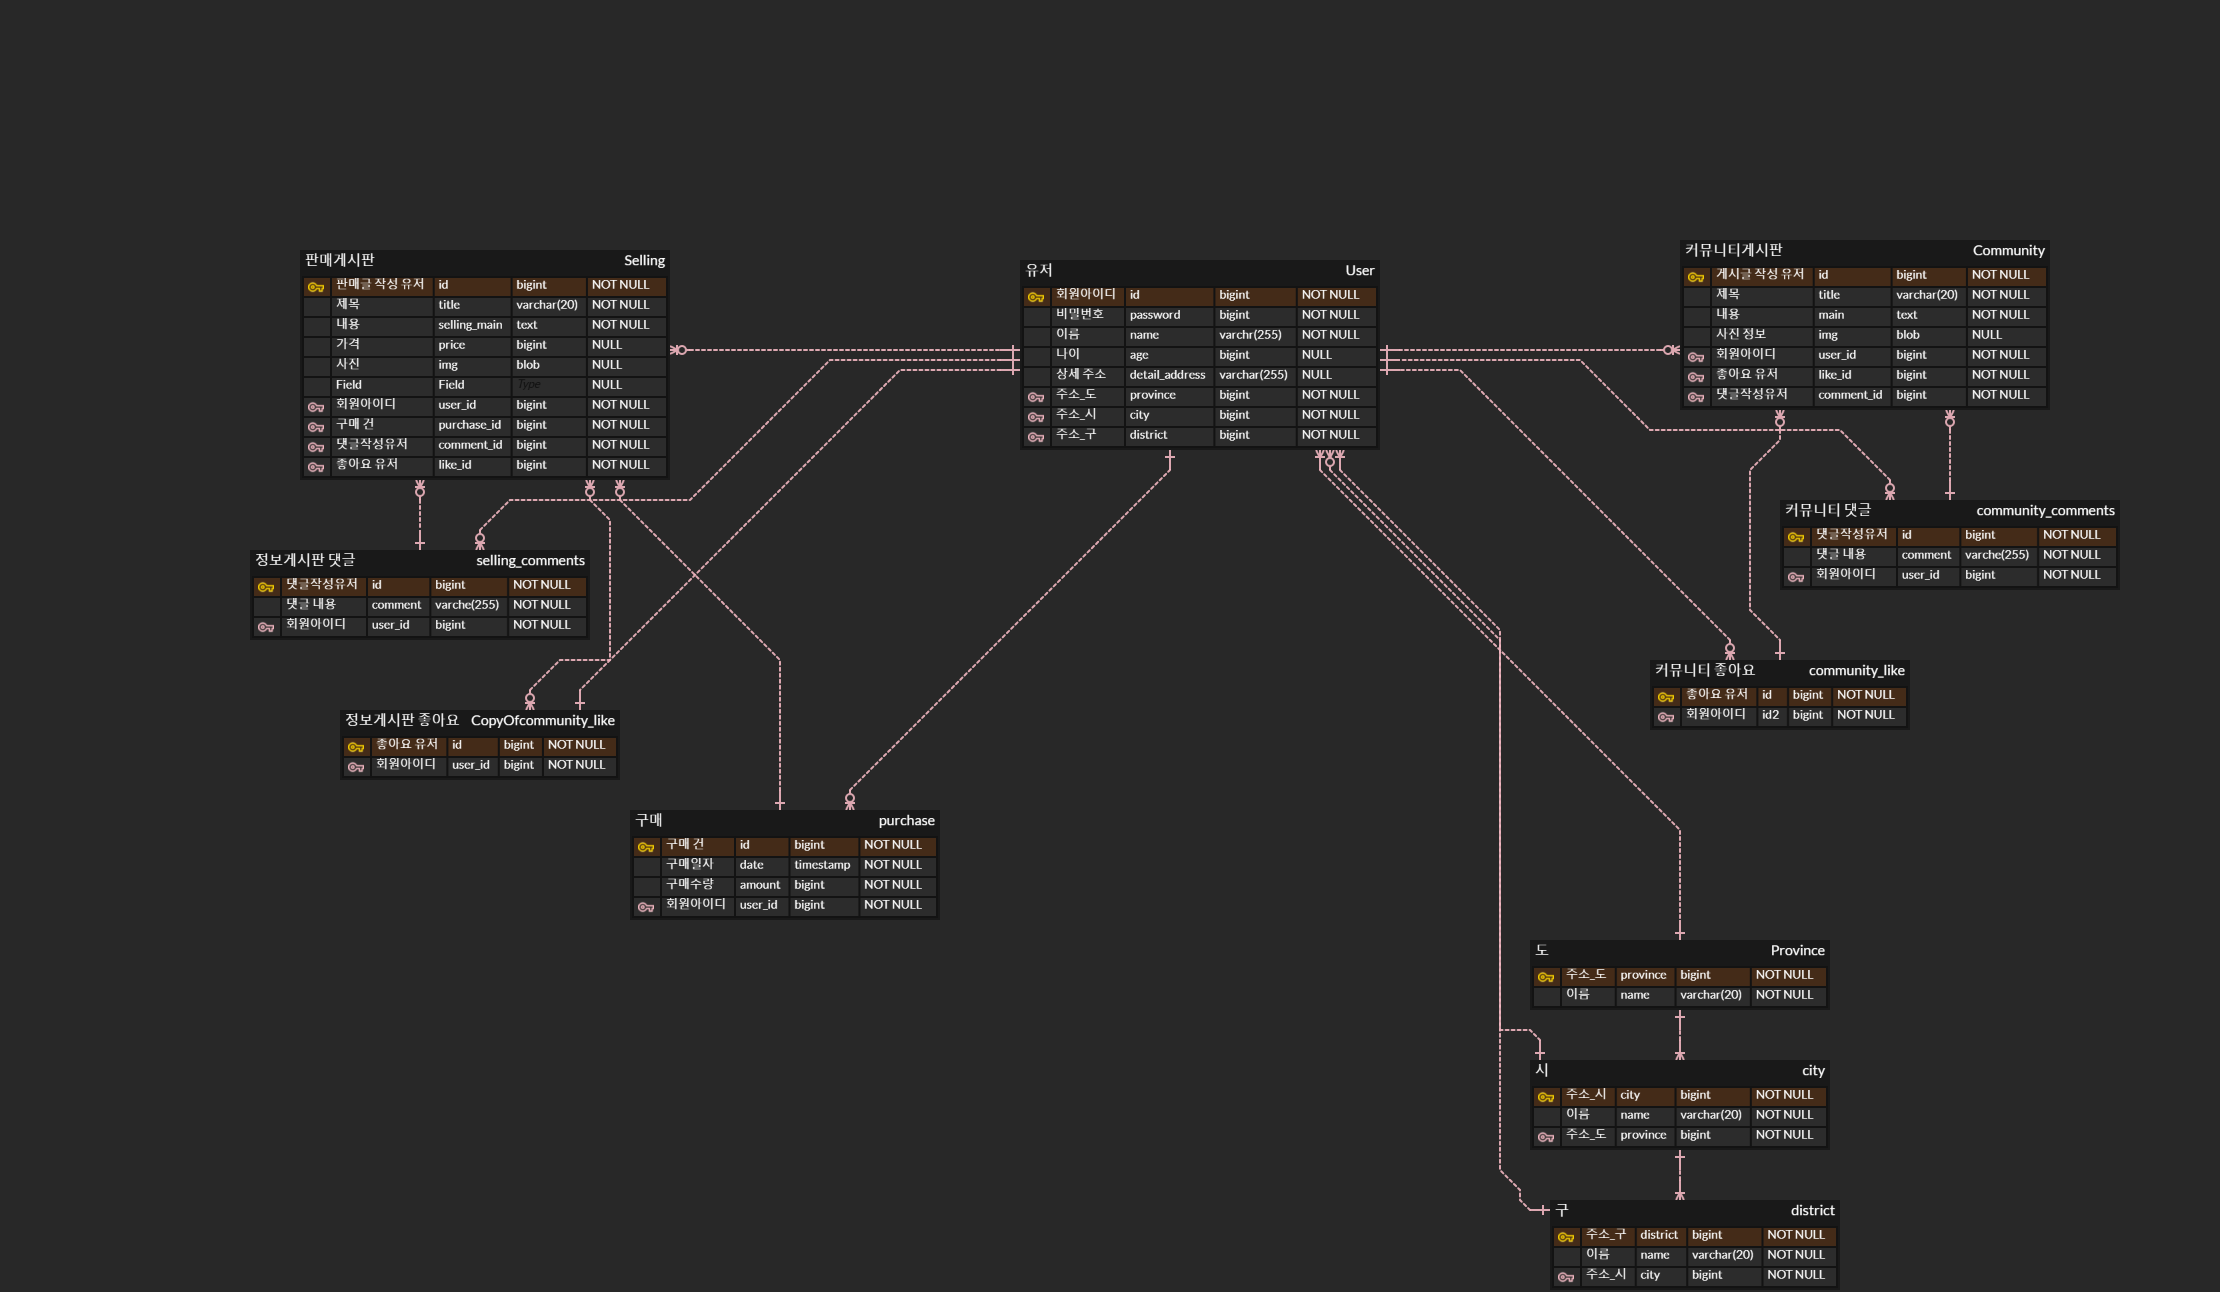 판매게시판 Selling
판매글 작성 유저 id bigint NOT NULL
제목 title varchar(20) NOT NULL
내용 selling_main text NOT NULL
가격 price bigint NULL
사진 img blob NULL
Field Field Type NULL
회원아이디 user_id bigint NOT NULL
구매 건 purchase_id bigint NOT NULL
댓글작성유저 comment_id bigint NOT NULL
좋아요 유저 like_id bigint NOT NULL
유저 User
회원아이디 id bigint NOT NULL
비밀번호 password bigint NOT NULL
이름 name varchr(255) NOT NULL
나이 age bigint NULL
상세 주소 detail_address varchar(255) NULL
주소_도 province bigint NOT NULL
주소_시 city bigint NOT NULL
주소_구 district bigint NOT NULL
커뮤니티게시판 Community
게시글 작성 유저 id bigint NOT NULL
제목 title varchar(20) NOT NULL
내용 main text NOT NULL
사진 정보 img blob NULL
회원아이디 user_id bigint NOT NULL
좋아요 유저 like_id bigint NOT NULL
댓글작성유저 comment_id bigint NOT NULL
정보게시판 댓글 selling_comments
댓글작성유저 id bigint NOT NULL
댓글 내용 comment varche(255) NOT NULL
회원아이디 user_id bigint NOT NULL
커뮤니티 댓글 community_comments
댓글작성유저 id bigint NOT NULL
댓글 내용 comment varche(255) NOT NULL
회원아이디 user_id bigint NOT NULL
정보게시판 좋아요 CopyOfcommunity_like
좋아요 유저 id bigint NOT NULL
회원아이디 user_id bigint NOT NULL
커뮤니티 좋아요 community_like
좋아요 유저 id bigint NOT NULL
회원아이디 id2 bigint NOT NULL
구매 purchase
구매 건 id bigint NOT NULL
구매일자 date timestamp NOT NULL
구매수량 amount bigint NOT NULL
회원아이디 user_id bigint NOT NULL
도 Province
주소_도 province bigint NOT NULL
이름 name varchar(20) NOT NULL
시 city
주소_시 city bigint NOT NULL
이름 name varchar(20) NOT NULL
주소_도 province bigint NOT NULL
구 district
주소_구 district bigint NOT NULL
이름 name varchar(20) NOT NULL
주소_시 city bigint NOT NULL